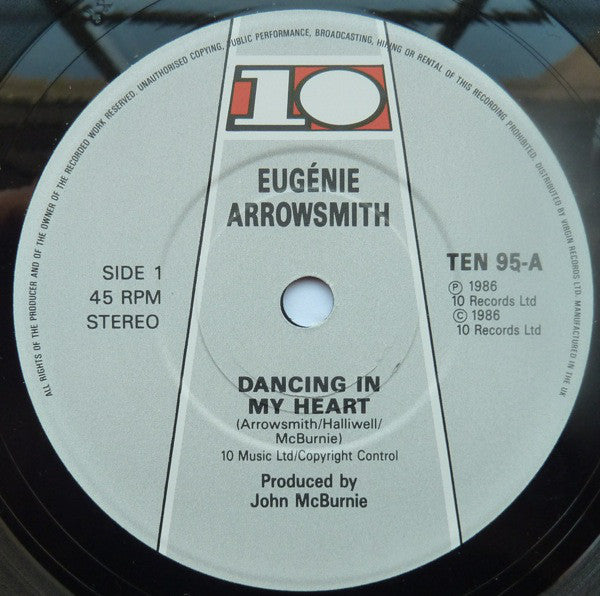 ALL RIGHTS OF THE PRODUCER AND OF THE OWNER OF THE RECORDED WORK RESERVED. UNAUTHORISED COPYING, PUBLIC PERFORMANCE, BROADCASTING, HIRING OR RENTAL OF THIS RECORDING PROHIBITED. DISTRIBUTED BY VIRGIN RECORDS LTD. MANUFACTURED IN THE UK
10
EUGÉNIE
ARROWSMITH
SIDE 1
45 RPM
STEREO
TEN 95-A
Ⓟ 1986
10 Records Ltd
© 1986
10 Records Ltd
DANCING IN
MY HEART
(Arrowsmith/Halliwell/
McBurnie)
10 Music Ltd/Copyright Control
Produced by
John McBurnie